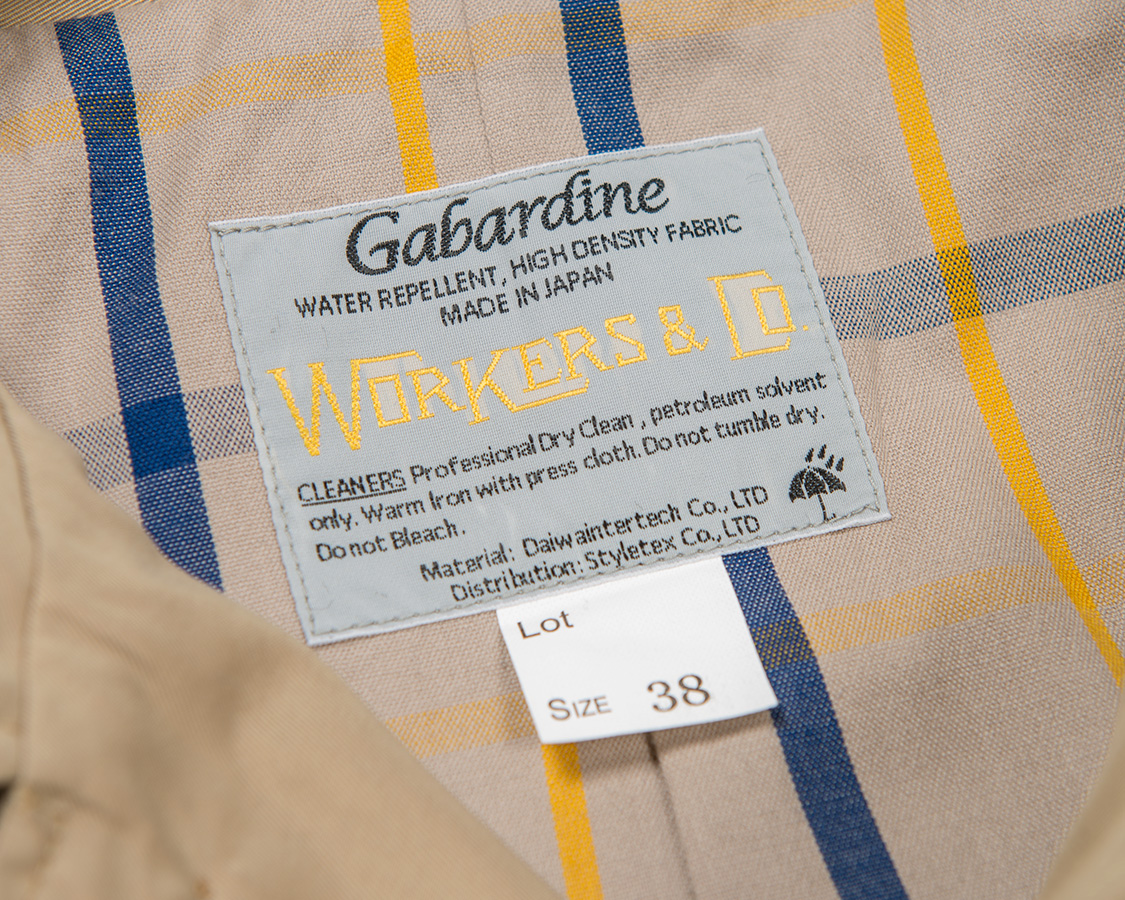 Gabardine
WATER REPELLENT, HIGH DENSITY FABRIC
MADE IN JAPAN
WORKERS & CO.
CLEANERS Professional Dry Clean , petroleum solvent
only. Warm Iron with press cloth. Do not tumble dry.
Do not Bleach.
Material: Daiwaintertech Co., LTD
Distribution: Styletex Co., LTD
Lot
SIZE 38